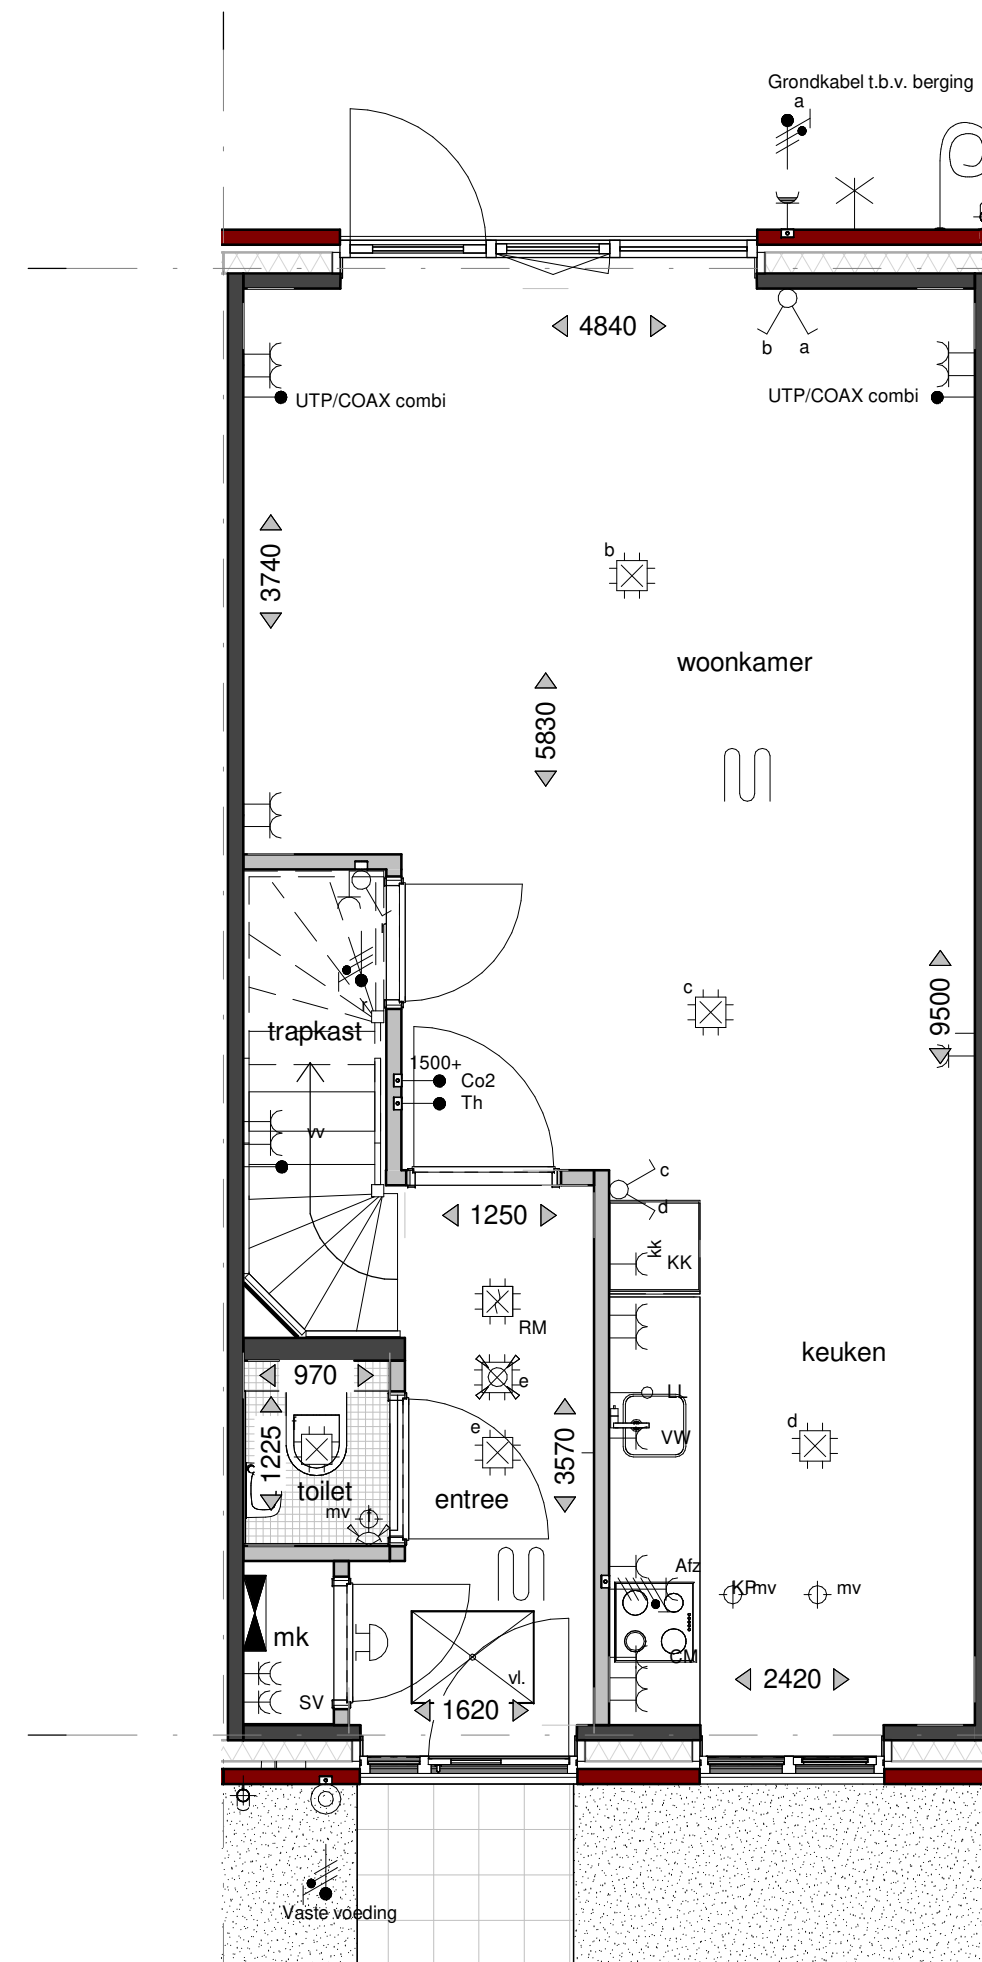 Grondkabel t.b.v. berging
a
4840
b a
UTP/COAX combi
UTP/COAX combi
3740
b
woonkamer
5830
c
9500
r
trapkast
1500+
Co2
Th
vv
c
d
1250
kk
KK
RM
keuken
970
e
LL
d
1225
e
3570
VW
toilet
entree
mv
Afz
KP
mv
mv
mk
CM
vl.
2420
SV
1620
Vaste voeding